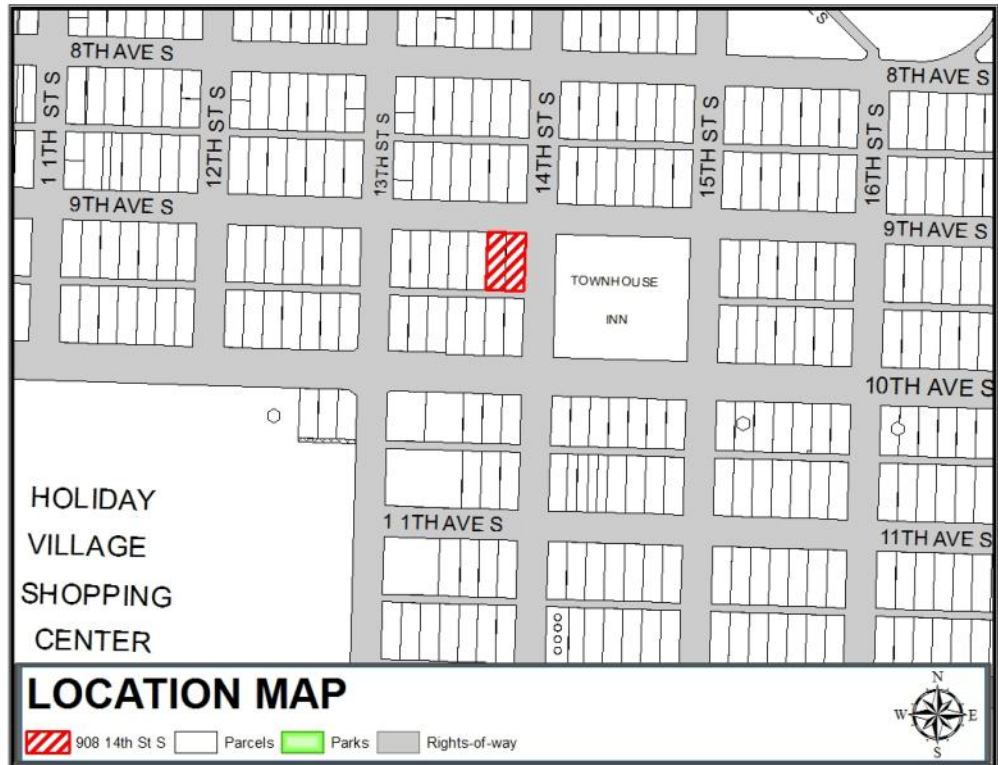 8TH AVE S
8TH AVE S
1 1TH ST S
12TH ST S
13TH ST S
14TH ST S
15TH ST S
16TH ST S
9TH AVE S
9TH AVE S
TOWNHOUSE
INN
10TH AVE S
HOLIDAY
VILLAGE
SHOPPING
CENTER
1 1TH AVE S
11TH AVE S
LOCATION MAP
908 14th St S
Parcels
Parks
Rights-of-way
N
W
E
S